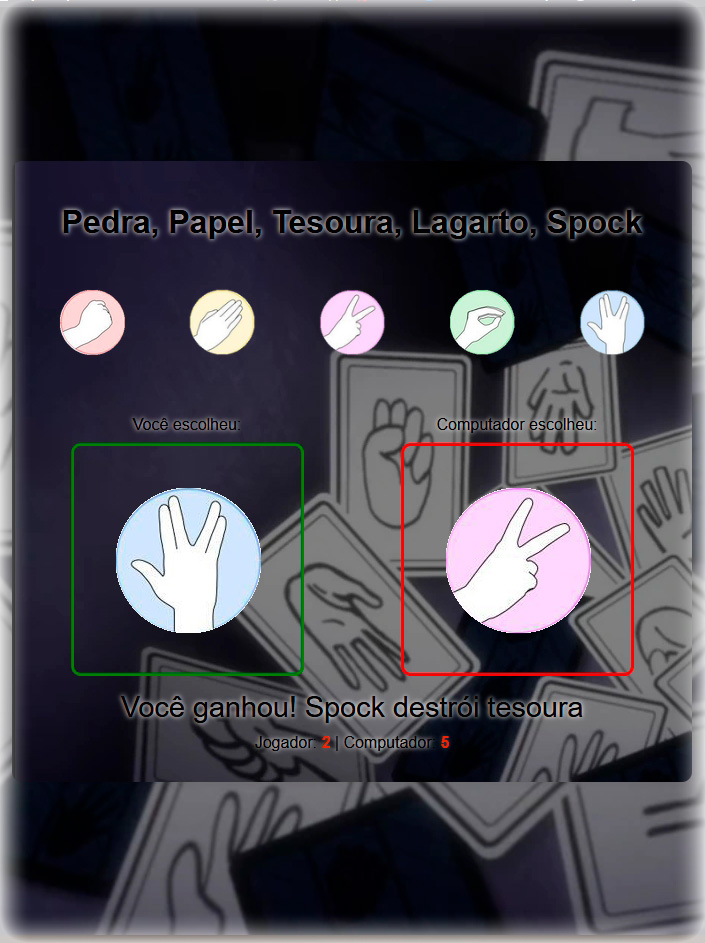 Pedra, Papel, Tesoura, Lagarto, Spock
Você escolheu:
Computador escolheu:
Você ganhou! Spock destrói tesoura
Jogador: 2 | Computador: 5